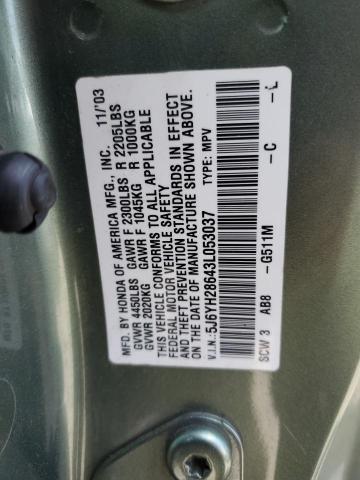 MFD. BY HONDA OF AMERICA MFG., INC. 11/'03
GVWR 4450LBS GAWR F 2300LBS R 2205LBS
GVWR 2020KG GAWR F 1045KG R 1000KG
THIS VEHICLE CONFORMS TO ALL APPLICABLE
FEDERAL MOTOR VEHICLE SAFETY
AND THEFT PREVENTION STANDARDS IN EFFECT
ON THE DATE OF MANUFACTURE SHOWN ABOVE.
V.I.N.: 5J6YH28643L053037 TYPE: MPV
SCW 3 AB8 -G511M -C -L